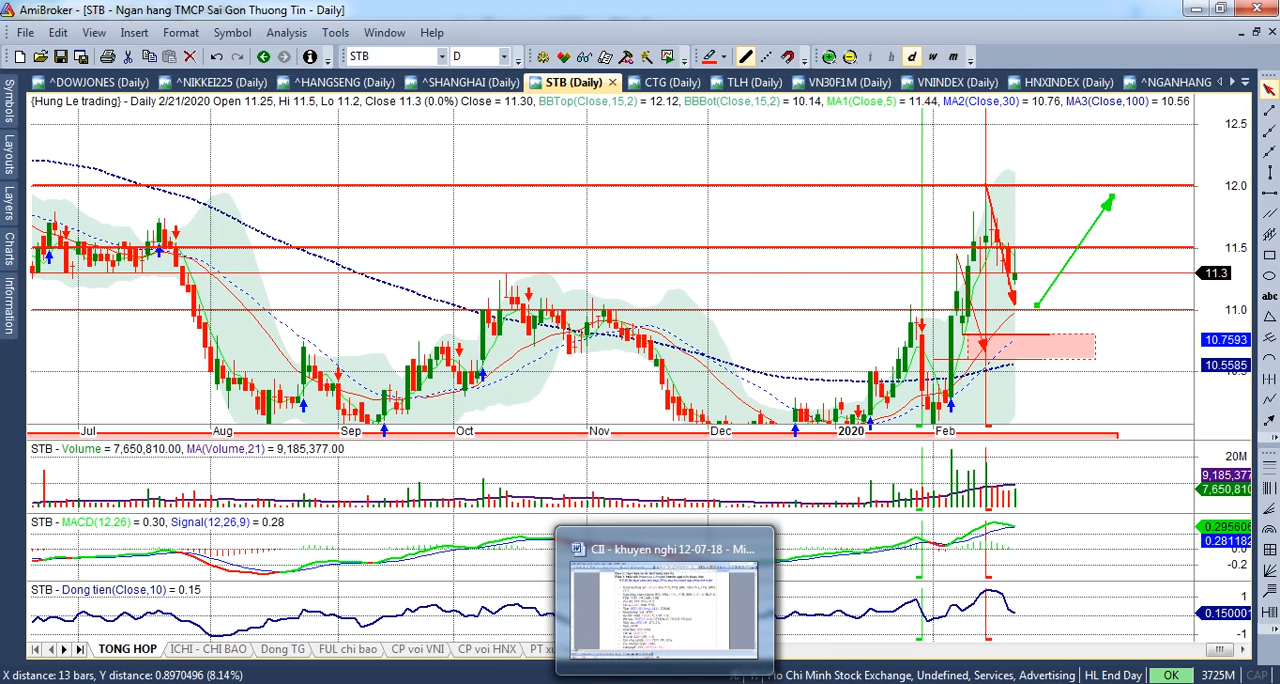 AmiBroker - [STB - Ngan hang TMCP Sai Gon Thuong Tin - Daily]
File Edit View Insert Format Symbol Analysis Tools Window Help
STB D i h d w m
^DOWJONES (Daily) ^NIKKEI225 (Daily) ^HANGSENG (Daily) ^SHANGHAI (Daily) STB (Daily) CTG (Daily) TLH (Daily) VN30F1M (Daily) VNINDEX (Daily) HNXINDEX (Daily) ^NGANHANG
{Hung Le trading} - Daily 2/21/2020 Open 11.25, Hi 11.5, Lo 11.2, Close 11.3 (0.0%) Close = 11.30, BBTop(Close,15,2) = 12.12, BBBot(Close,15,2) = 10.14, MA1(Close,5) = 11.44, MA2(Close,30) = 10.76, MA3(Close,100) = 10.56
Symbols
Layouts
Layers
Charts
Information
12.5
12.0
11.5
11.3
11.0
10.7593
10.5585
abc
Jul Aug Sep Oct Nov Dec 2020 Feb
STB - Volume = 7,650,810.00, MA(Volume,21) = 9,185,377.00
20M
9,185,377
7,650,810
STB - MACD(12,26) = 0.30, Signal(12,26,9) = 0.28
0.295606
0.281182
-0.2
CII - khuyen nghi 12-07-18 - Mi...
STB - Dong tien(Close,10) = 0.15
1
0.150001
-1
TONG HOP ICHI - CHI BAO Dong TG FUL chi bao CP voi VNI CP voi HNX PT xu
X distance: 13 bars, Y distance: 0.8970496 (8.14%) Ho Chi Minh Stock Exchange, Undefined, Services, Advertising HL End Day OK 3725M CAP